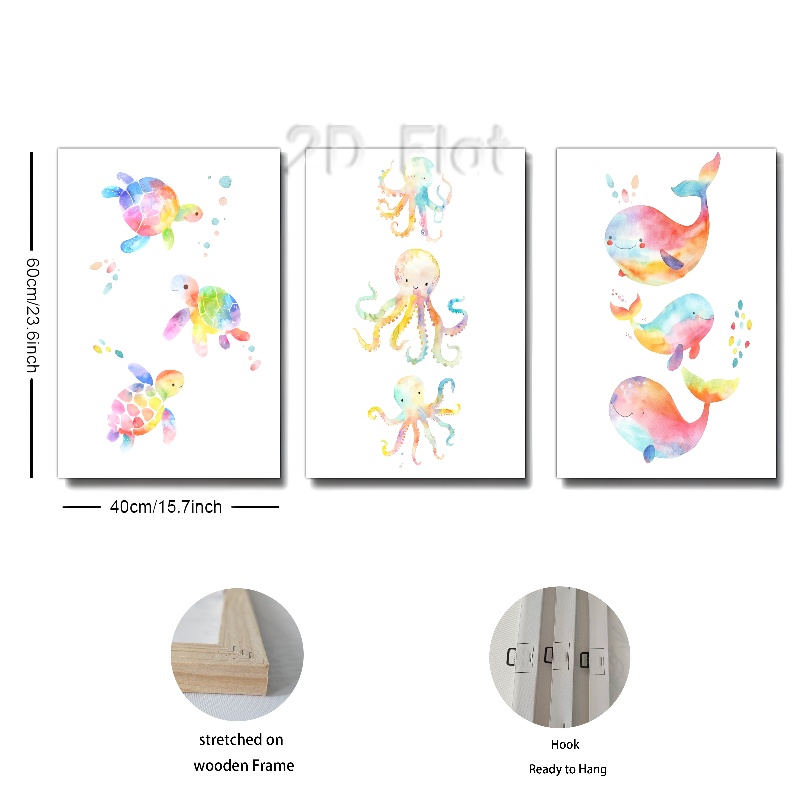 2D Flat
60cm/23.6inch
40cm/15.7inch
stretched on
wooden Frame
Hook
Ready to Hang